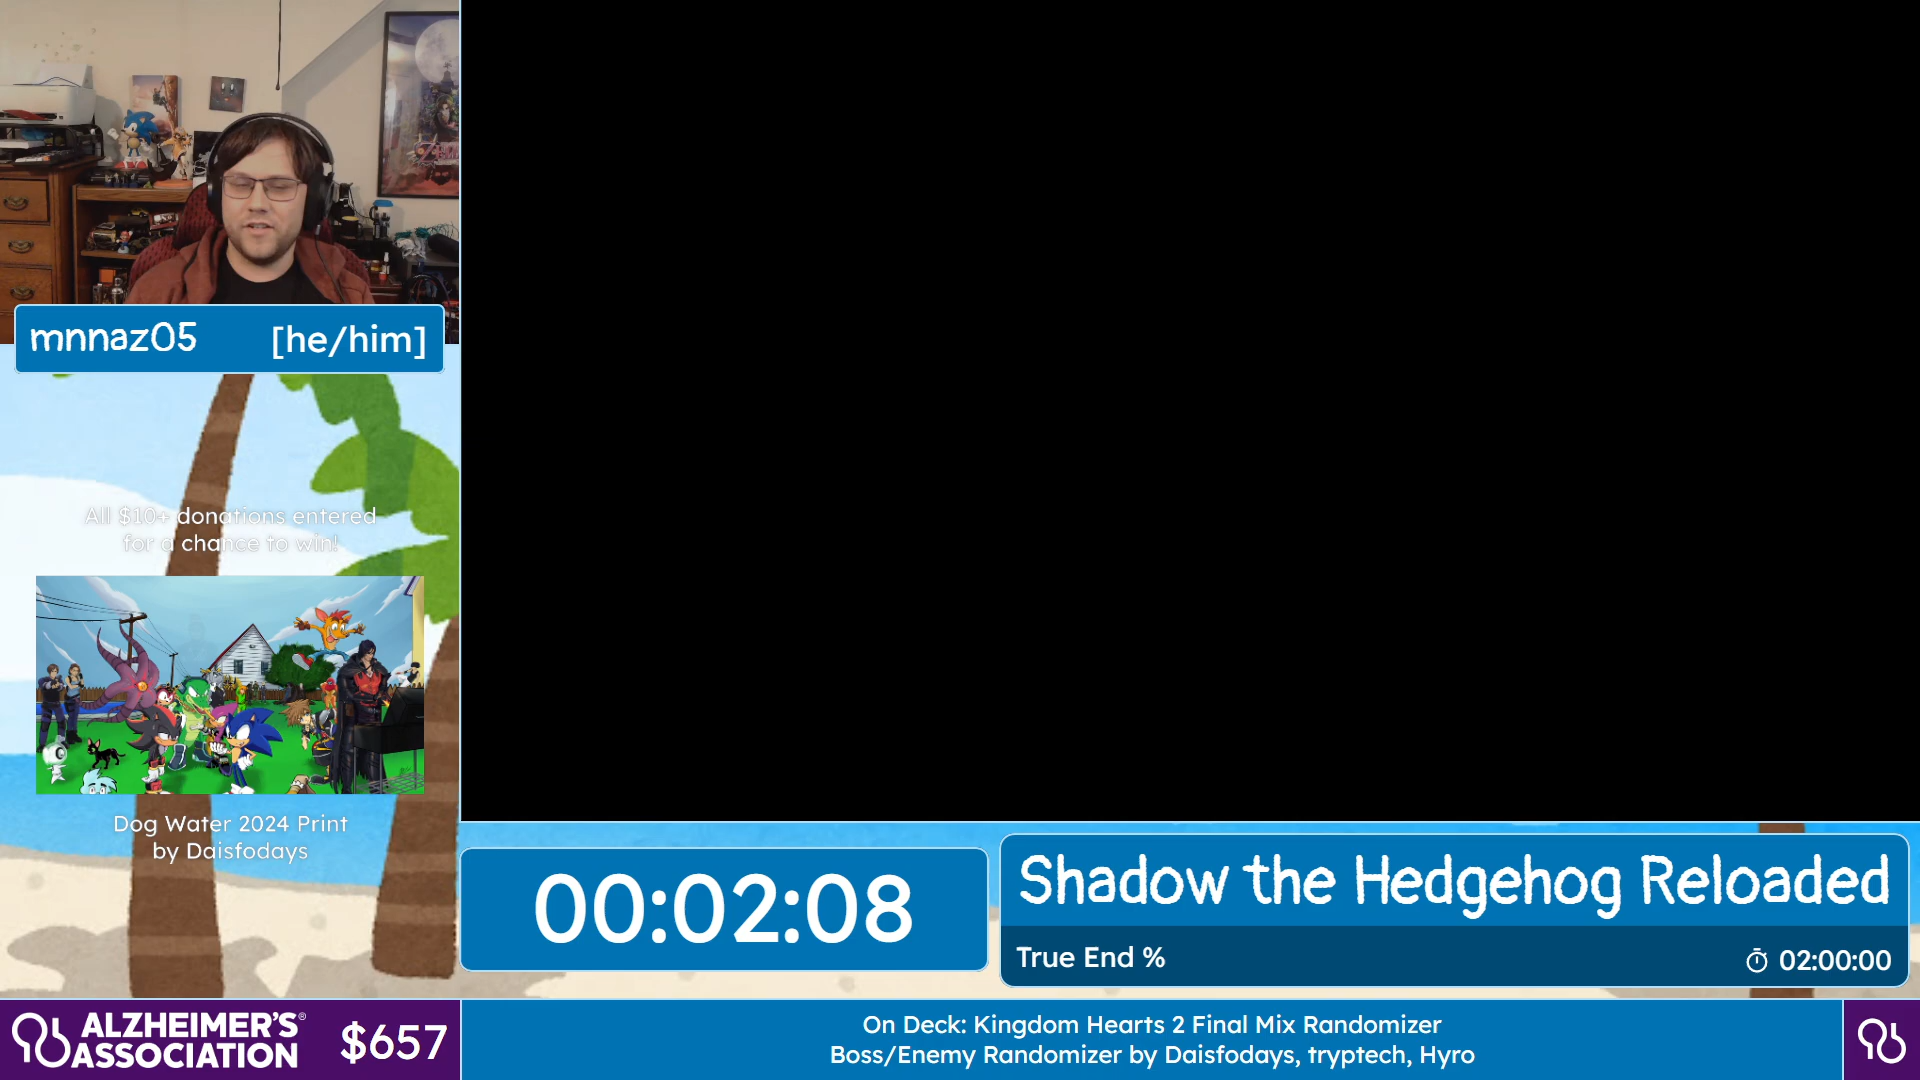 mnnaz05 [he/him]
All $10+ donations entered
for a chance to win!
Dog Water 2024 Print
by Daisfodays
00:02:08
Shadow the Hedgehog Reloaded
True End %
02:00:00
ALZHEIMER'S®
ASSOCIATION
$657
On Deck: Kingdom Hearts 2 Final Mix Randomizer
Boss/Enemy Randomizer by Daisfodays, tryptech, Hyro